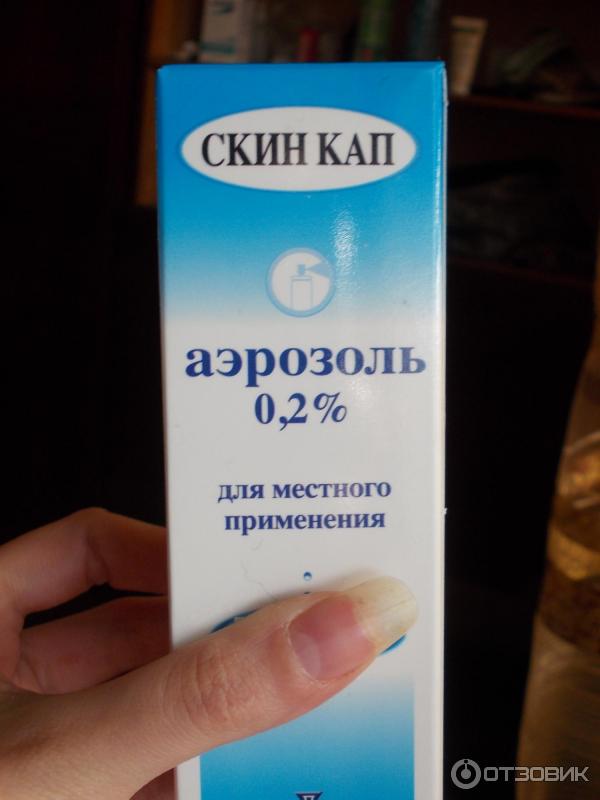 СКИН КАП
аэрозоль
0,2%
для местного
применения
ОТЗОВИК